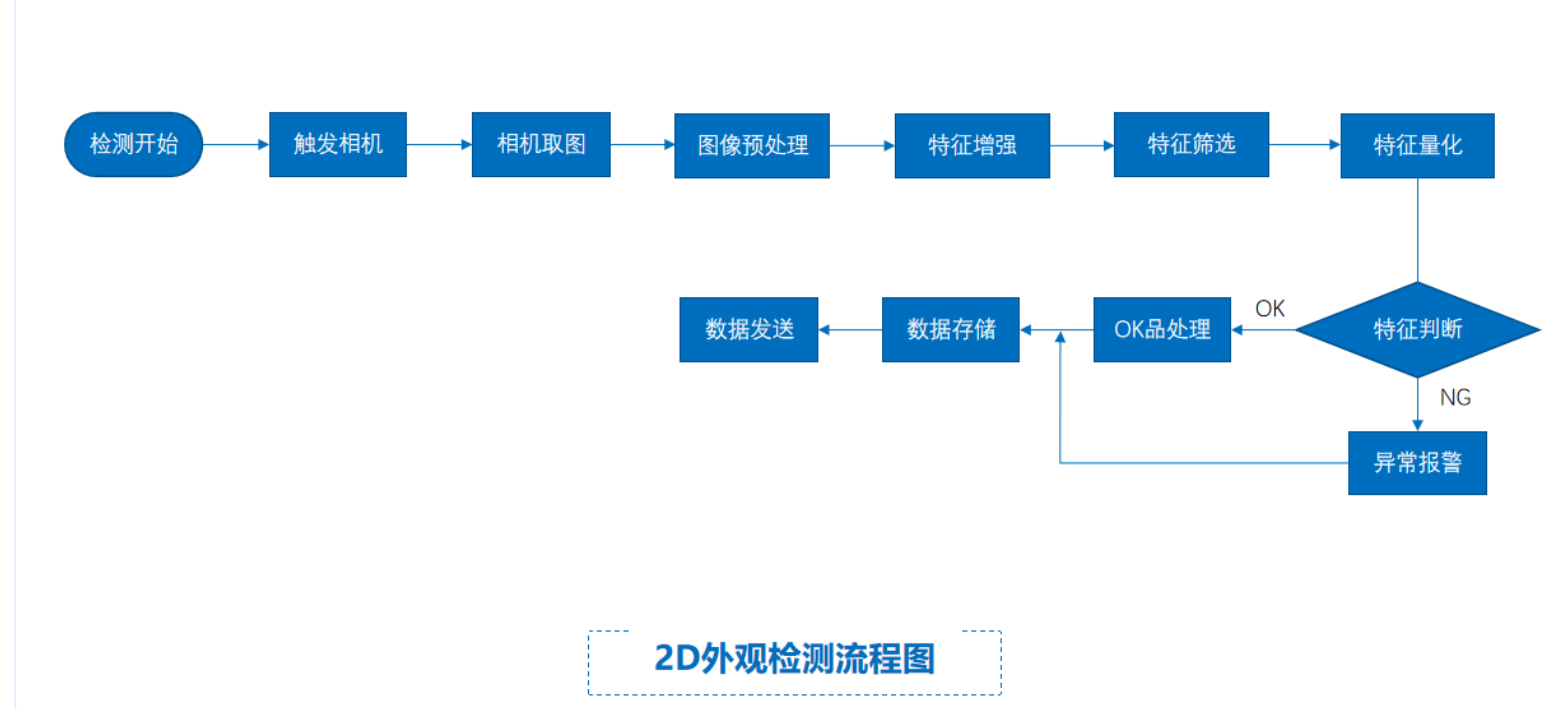 检测开始
触发相机
相机取图
图像预处理
特征增强
特征筛选
特征量化
特征判断
OK
OK品处理
数据存储
数据发送
NG
异常报警
2D外观检测流程图